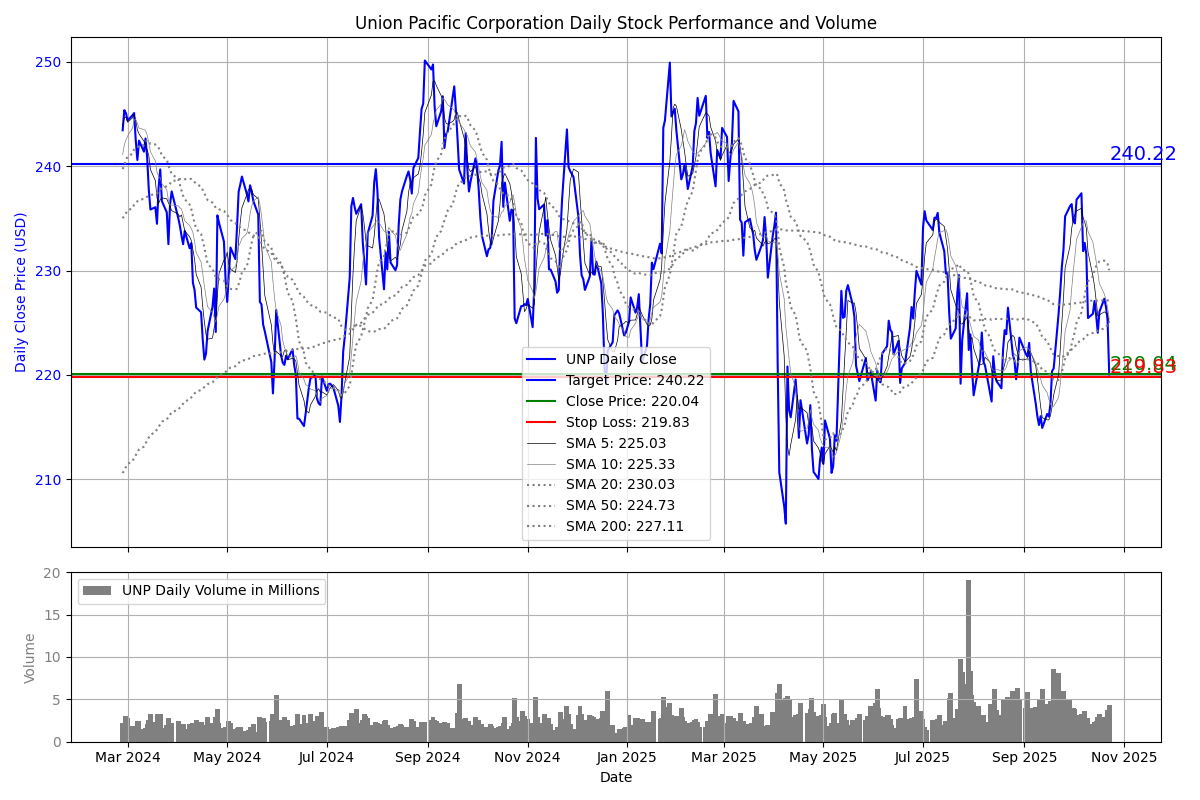 Union Pacific Corporation Daily Stock Performance and Volume
Daily Close Price (USD)
250
240
230
220
210
240.22
220.04
219.83
UNP Daily Close
Target Price: 240.22
Close Price: 220.04
Stop Loss: 219.83
SMA 5: 225.03
SMA 10: 225.33
SMA 20: 230.03
SMA 50: 224.73
SMA 200: 227.11
Volume
20
15
10
5
0
UNP Daily Volume in Millions
Mar 2024 May 2024 Jul 2024 Sep 2024 Nov 2024 Jan 2025 Mar 2025 May 2025 Jul 2025 Sep 2025 Nov 2025
Date